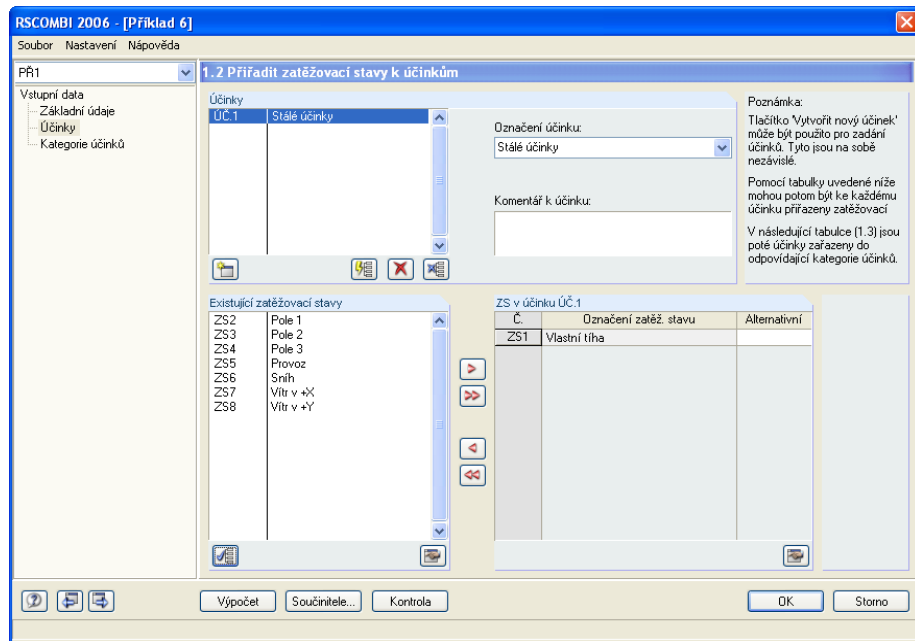 RSCOMBI 2006 - [Příklad 6]
Soubor Nastavení Nápověda
PŘ1
1.2 Přiřadit zatěžovací stavy k účinkům
Vstupní data
Základní údaje
Účinky
Kategorie účinků
Účinky
ÚČ.1 Stálé účinky
Označení účinku:
Stálé účinky
Komentář k účinku:
Poznámka:
Tlačítko 'Vytvořit nový účinek'
může být použito pro zadání
účinků. Tyto jsou na sobě
nezávislé.
Pomocí tabulky uvedené níže
mohou potom být ke každému
účinku přiřazeny zatěžovací
V následující tabulce (1.3) jsou
poté účinky zařazeny do
odpovídající kategorie účinků.
Existující zatěžovací stavy
ZS2 Pole 1
ZS3 Pole 2
ZS4 Pole 3
ZS5 Provoz
ZS6 Sníh
ZS7 Vítr v +X
ZS8 Vítr v +Y
ZS v účinku ÚČ.1
Č. Označení zatěž. stavu Alternativní
ZS1 Vlastní tíha
Výpočet Součinitele... Kontrola OK Storno